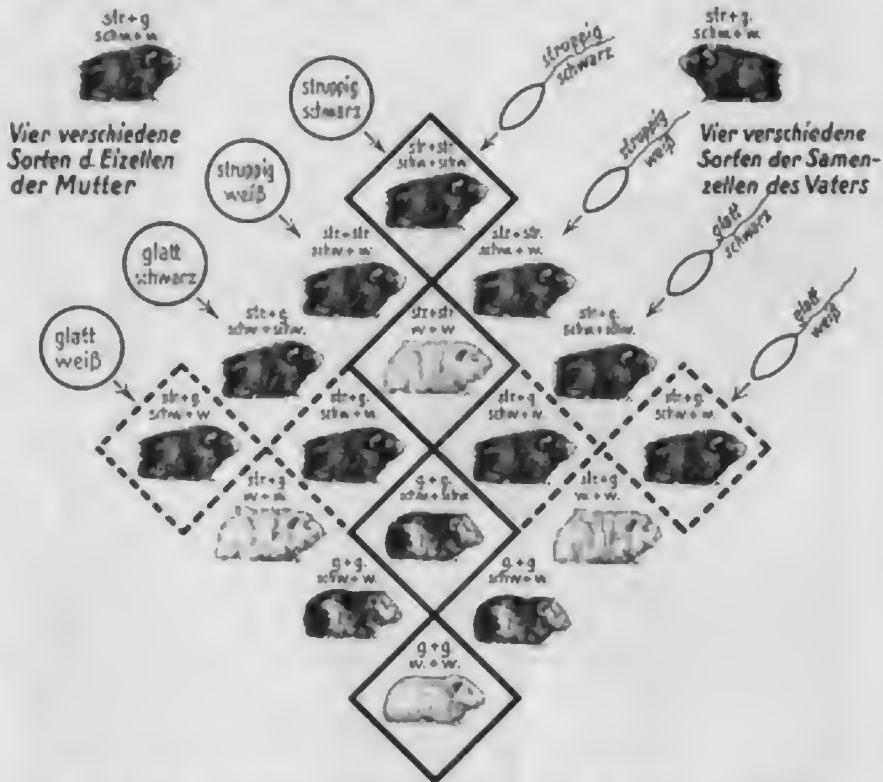 str+g
schw.+w
str+g.
schw.+w.
Vier verschiedene
Sorten d. Eizellen
der Mutter
Vier verschiedene
Sorten der Samen-
zellen des Vaters
struppig
schwarz
struppig
schwarz
struppig
weiß
struppig
weiß
glatt
schwarz
glatt
schwarz
glatt
weiß
glatt
weiß
str+str
schw+schw
str+str
schw+w.
str+str.
schw.+w.
str+g.
schw.+schw.
str+str
w+w
str+g.
schw.+schw.
str+g.
schw.+w
str+g.
schw.+w.
str+g.
schw.+w.
str+g.
schw.+w.
str+g
w+w
g+g.
schw+schw
str+g
w.+w.
g+g.
schw+w.
g+g
schw.+w
g+g
w.+w.